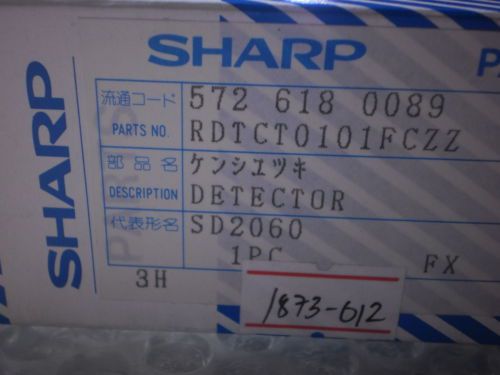 SHARP
SHARP
流通コード 572 618 0089
PARTS NO. RDTCT0101FCZZ
部品名 ケンシユツキ
DESCRIPTION DETECTOR
代表形名 SD2060
1PC FX
3H
1873-612
PARTS